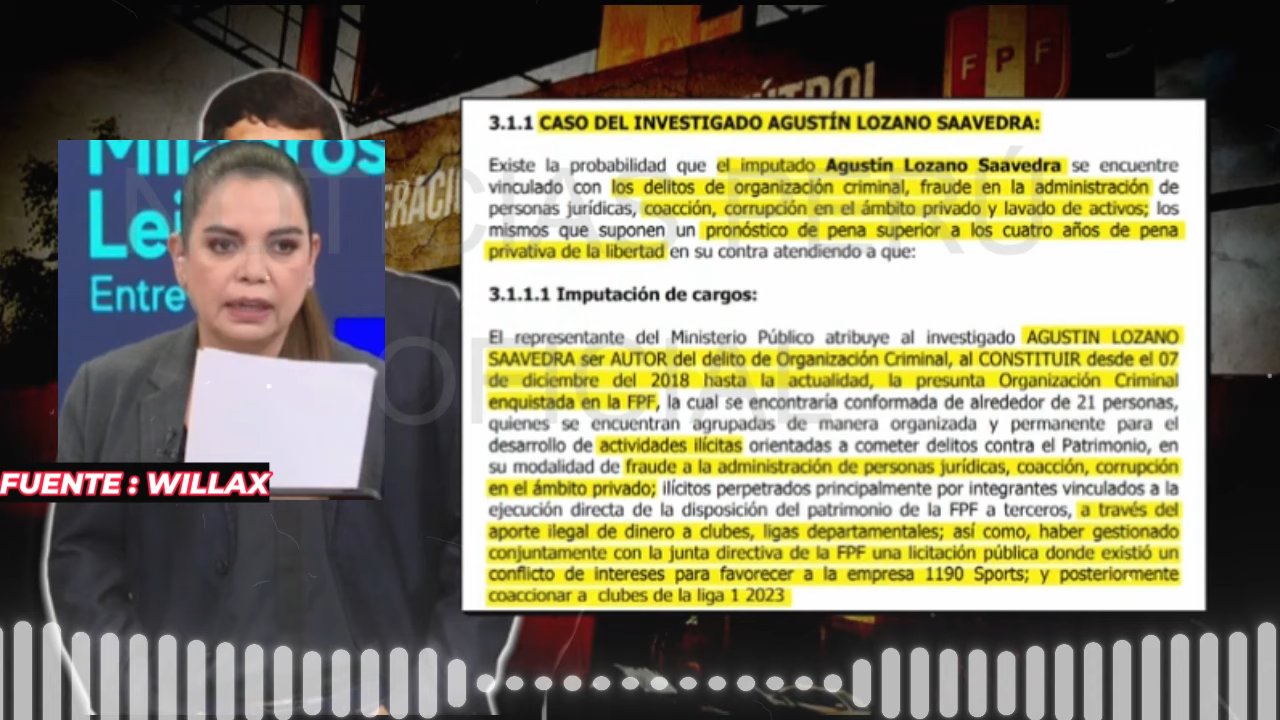 FPF
FÚTBOL
Milagros
Lei
Entre
FUENTE : WILLAX
NOTICIAS PERÚ
OFICIAL
3.1.1 CASO DEL INVESTIGADO AGUSTÍN LOZANO SAAVEDRA:
Existe la probabilidad que el imputado Agustín Lozano Saavedra se encuentre
vinculado con los delitos de organización criminal, fraude en la administración de
personas jurídicas, coacción, corrupción en el ámbito privado y lavado de activos; los
mismos que suponen un pronóstico de pena superior a los cuatro años de pena
privativa de la libertad en su contra atendiendo a que:
3.1.1.1 Imputación de cargos:
El representante del Ministerio Público atribuye al investigado AGUSTIN LOZANO
SAAVEDRA ser AUTOR del delito de Organización Criminal, al CONSTITUIR desde el 07
de diciembre del 2018 hasta la actualidad, la presunta Organización Criminal
enquistada en la FPF, la cual se encontraría conformada de alrededor de 21 personas,
quienes se encuentran agrupadas de manera organizada y permanente para el
desarrollo de actividades ilícitas orientadas a cometer delitos contra el Patrimonio, en
su modalidad de fraude a la administración de personas jurídicas, coacción, corrupción
en el ámbito privado; ilícitos perpetrados principalmente por integrantes vinculados a la
ejecución directa de la disposición del patrimonio de la FPF a terceros, a través del
aporte ilegal de dinero a clubes, ligas departamentales; así como, haber gestionado
conjuntamente con la junta directiva de la FPF una licitación pública donde existió un
conflicto de intereses para favorecer a la empresa 1190 Sports; y posteriormente
coaccionar a clubes de la liga 1 2023